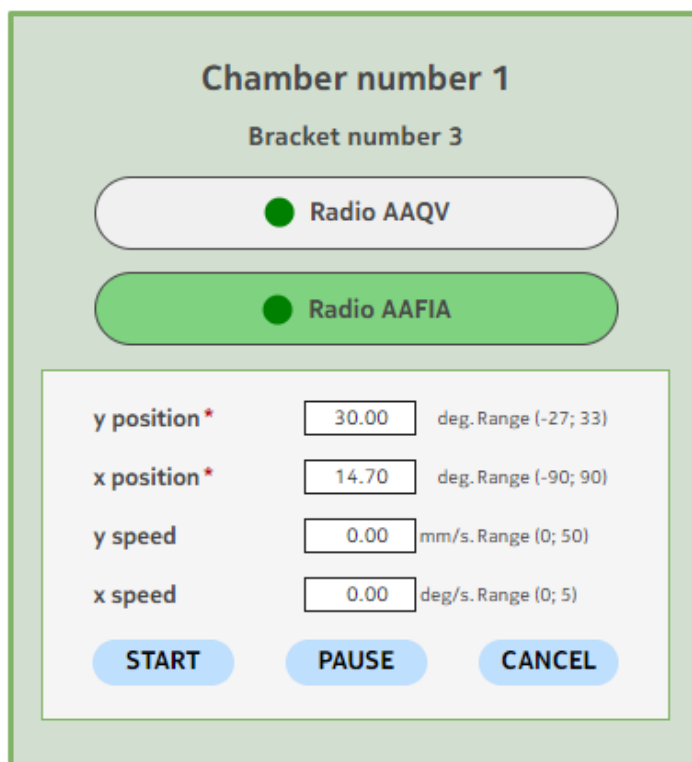 Chamber number 1
Bracket number 3
Radio AAQV
Radio AAFIA
y position* 30.00 deg. Range (-27; 33)
x position* 14.70 deg. Range (-90; 90)
y speed 0.00 mm/s. Range (0; 50)
x speed 0.00 deg/s. Range (0; 5)
START PAUSE CANCEL